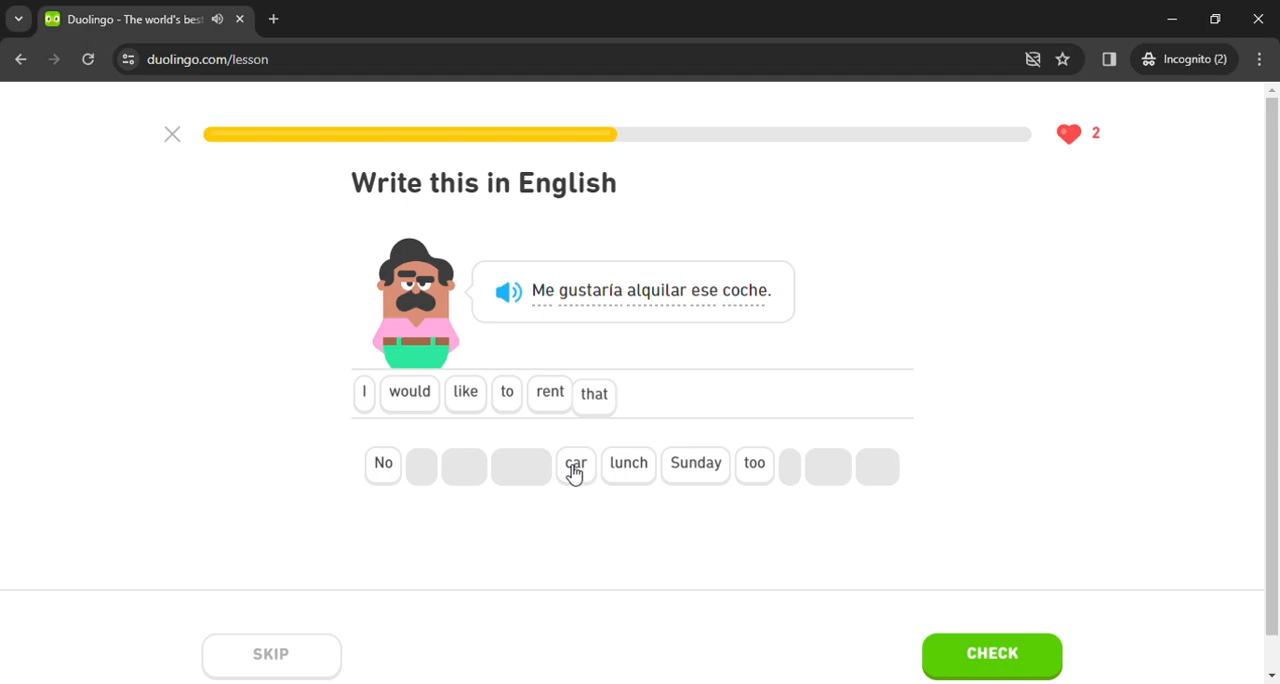 Duolingo - The world's bes
duolingo.com/lesson
Incognito (2)
2
Write this in English
Me gustaría alquilar ese coche.
I would like to rent that
No car lunch Sunday too
SKIP
CHECK